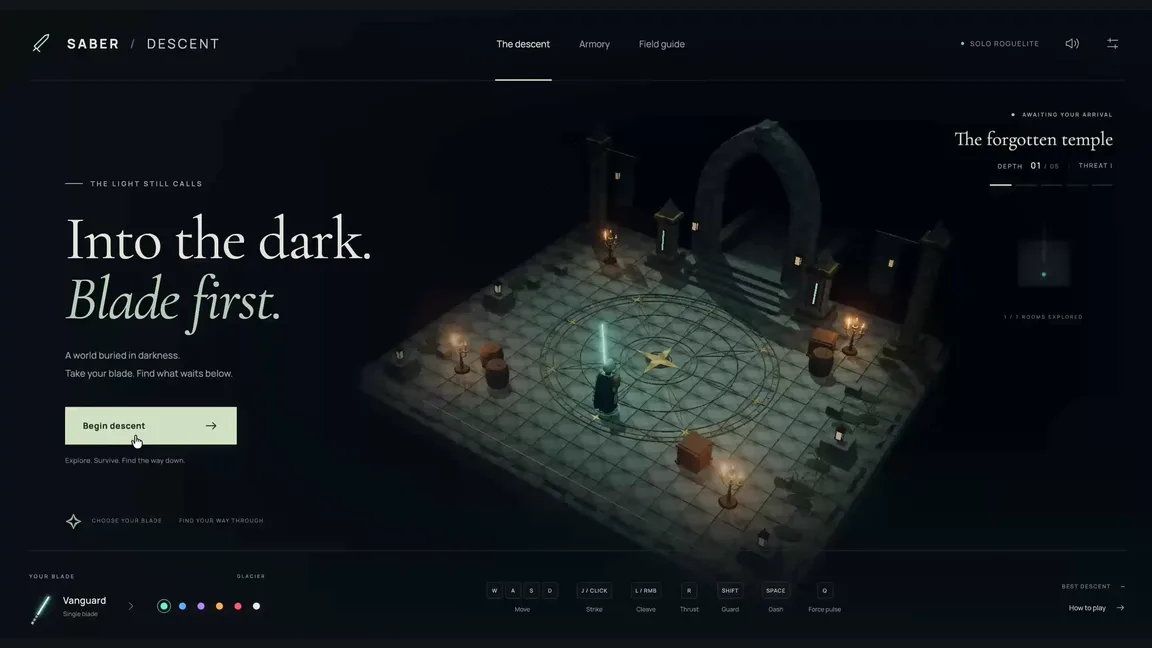 SABER / DESCENT
The descent
Armory
Field guide
SOLO ROGUELITE
AWAITING YOUR ARRIVAL
The forgotten temple
DEPTH 01 / 05
THREAT I
1 / 7 ROOMS EXPLORED
THE LIGHT STILL CALLS
Into the dark.
Blade first.
A world buried in darkness.
Take your blade. Find what waits below.
Begin descent
Explore. Survive. Find the way down.
CHOOSE YOUR BLADE
FIND YOUR WAY THROUGH
YOUR BLADE
GLACIER
Vanguard
Single blade
W A S D
Move
J / CLICK
Strike
L / RMB
Cleave
R
Thrust
SHIFT
Guard
SPACE
Dash
Q
Force pulse
BEST DESCENT –
How to play